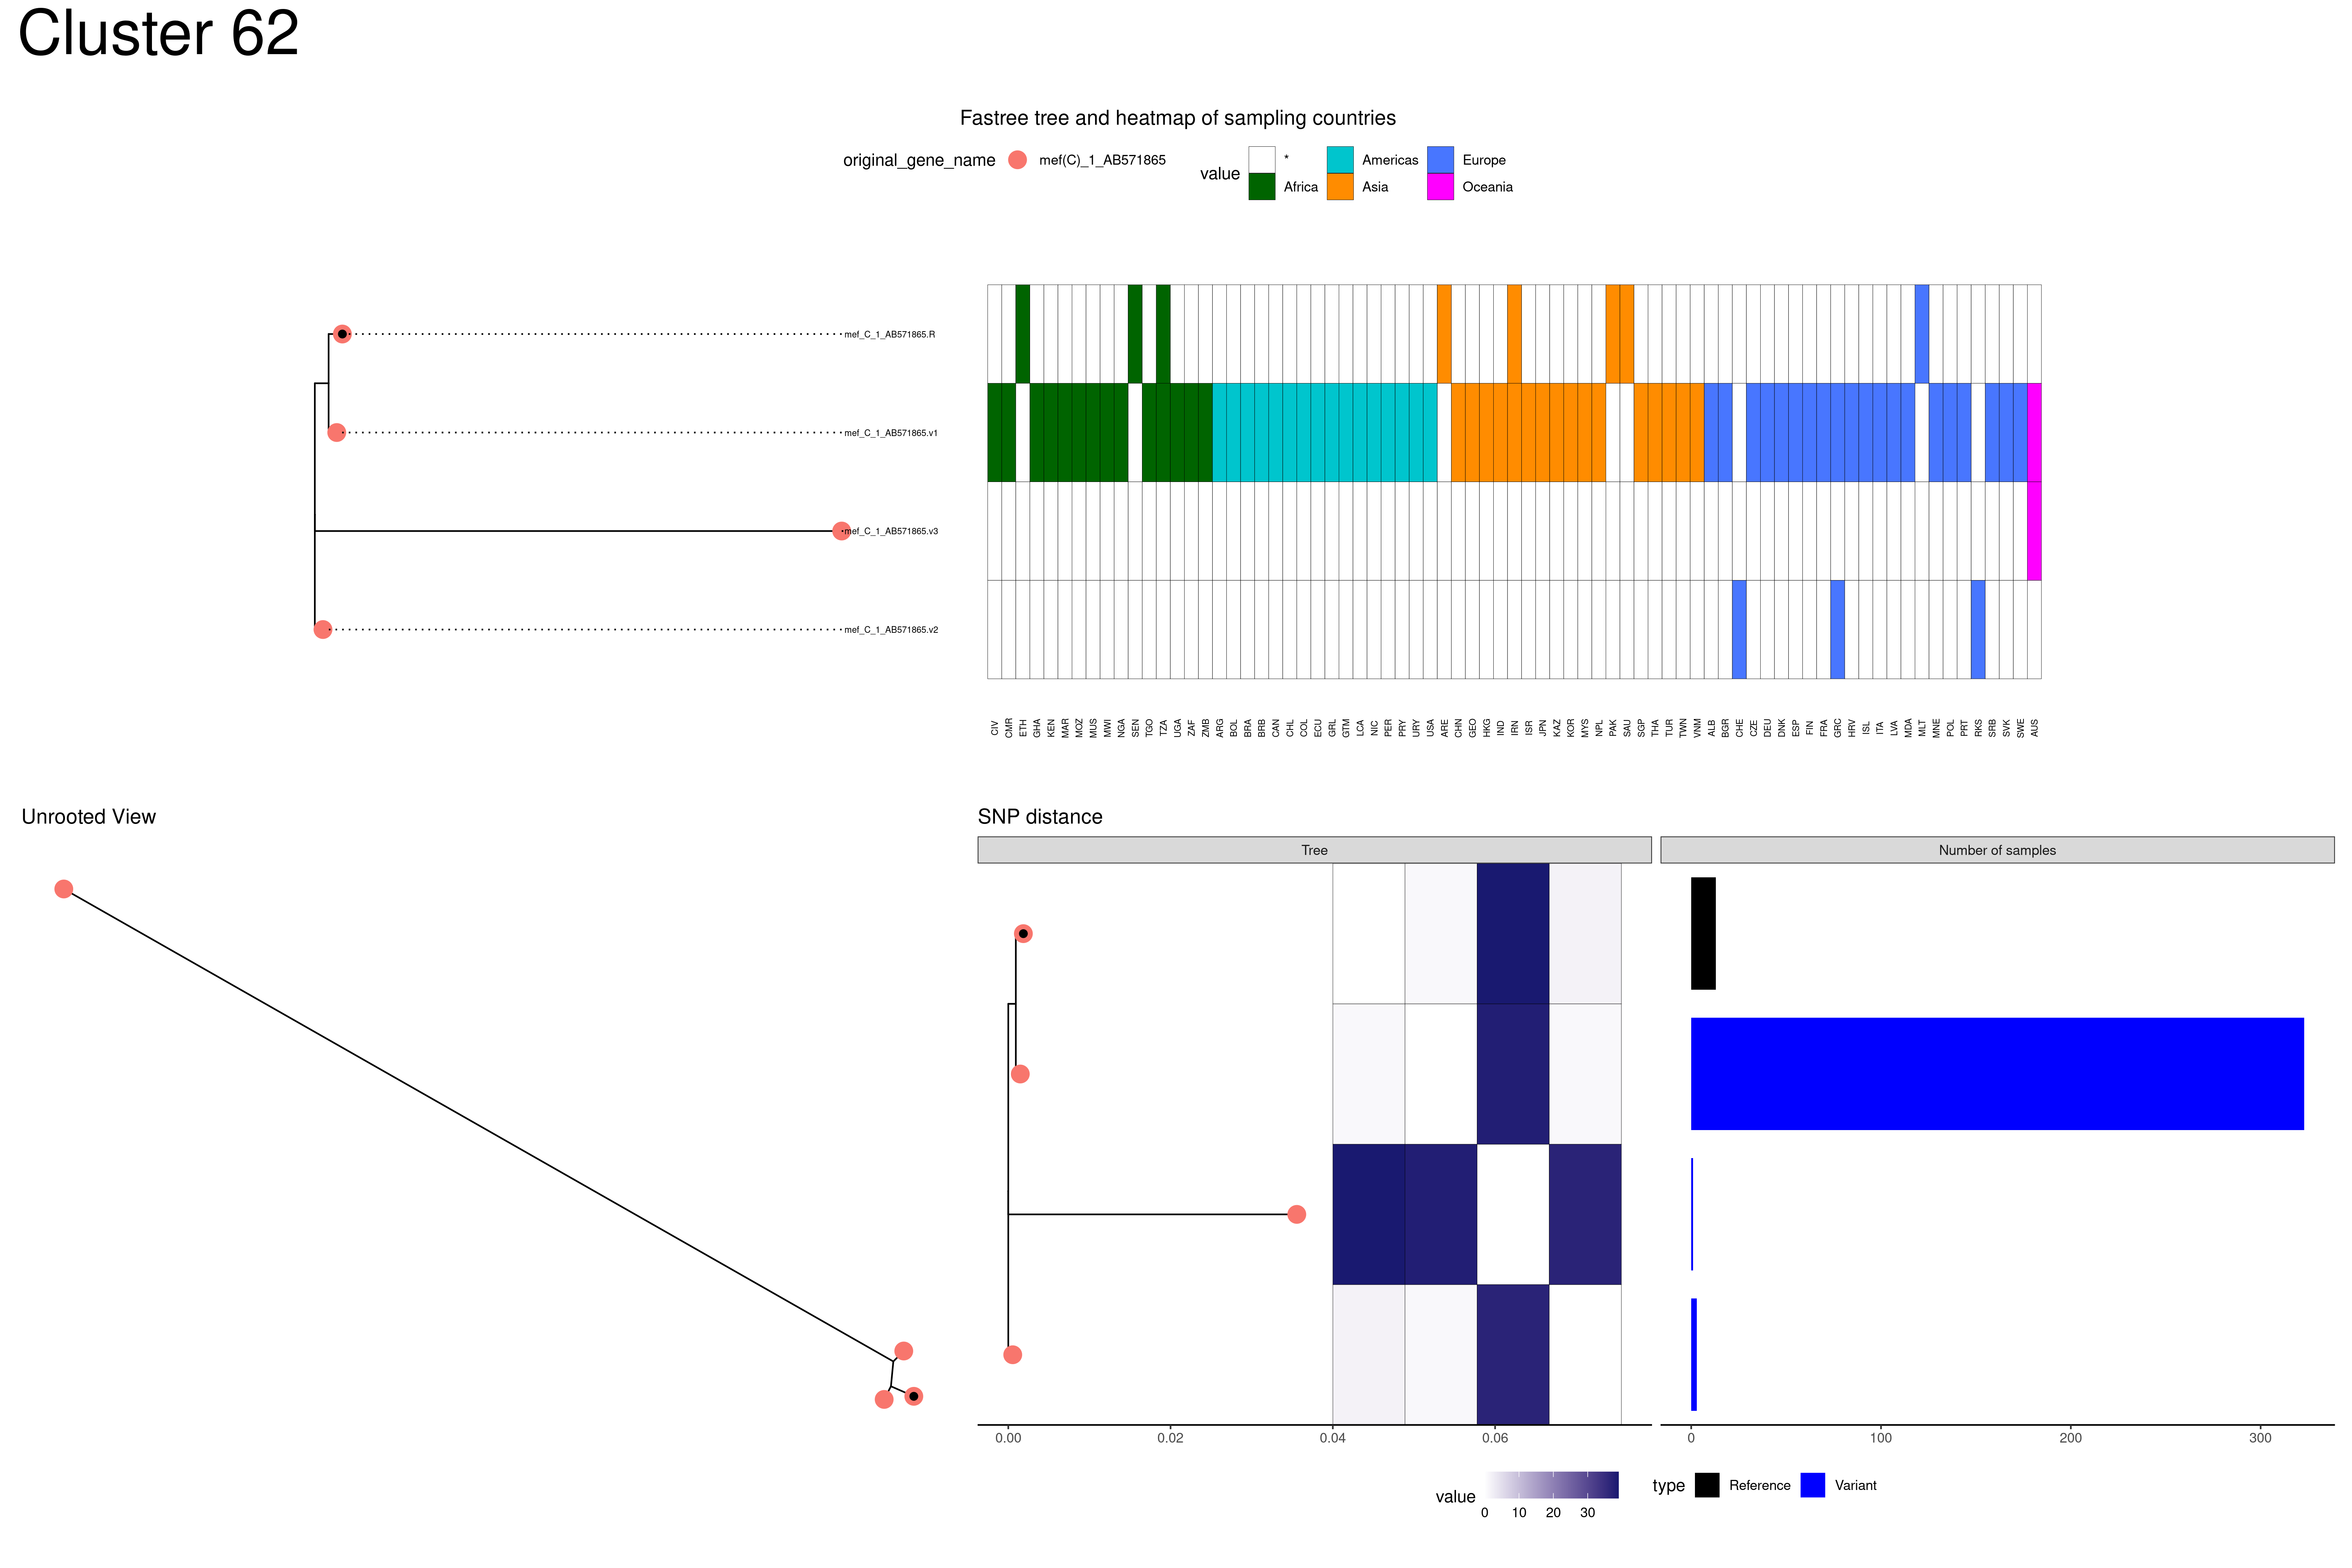 Cluster 62
Fastree tree and heatmap of sampling countries
original_gene_name mef(C)_1_AB571865 value * Americas Europe
Africa Asia Oceania
mef_C_1_AB571865.R
mef_C_1_AB571865.v1
mef_C_1_AB571865.v3
mef_C_1_AB571865.v2
CIV CMR ETH GHA KEN MAR MOZ MUS MWI NGA SEN TGO TZA UGA ZAF ZMB ARG BOL BRA BRB CAN CHL COL ECU GRL GTM LCA NIC PER PRY URY USA ARE CHN GEO HKG IND IRN ISR JPN KAZ KOR MYS NPL PAK SAU SGP THA TUR TWN VNM ALB BGR CHE CZE DEU DNK ESP FIN FRA GRC HRV ISL ITA LVA MDA MLT MNE POL PRT RKS SRB SVK SWE AUS
Unrooted View
SNP distance
Tree Number of samples
0.00 0.02 0.04 0.06 0 100 200 300
value 0 10 20 30 type Reference Variant